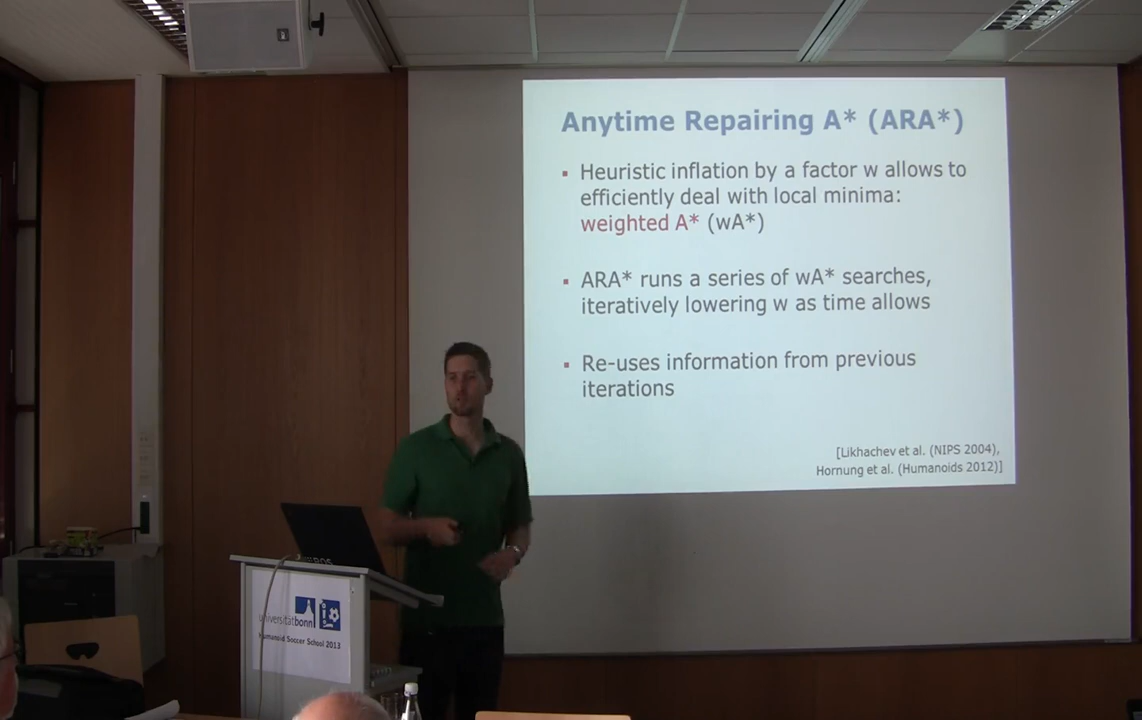 Anytime Repairing A* (ARA*)
▪ Heuristic inflation by a factor w allows to
efficiently deal with local minima:
weighted A* (wA*)
▪ ARA* runs a series of wA* searches,
iteratively lowering w as time allows
▪ Re-uses information from previous
iterations
[Likhachev et al. (NIPS 2004),
Hornung et al. (Humanoids 2012)]
universitätbonn
Humanoid Soccer School 2013